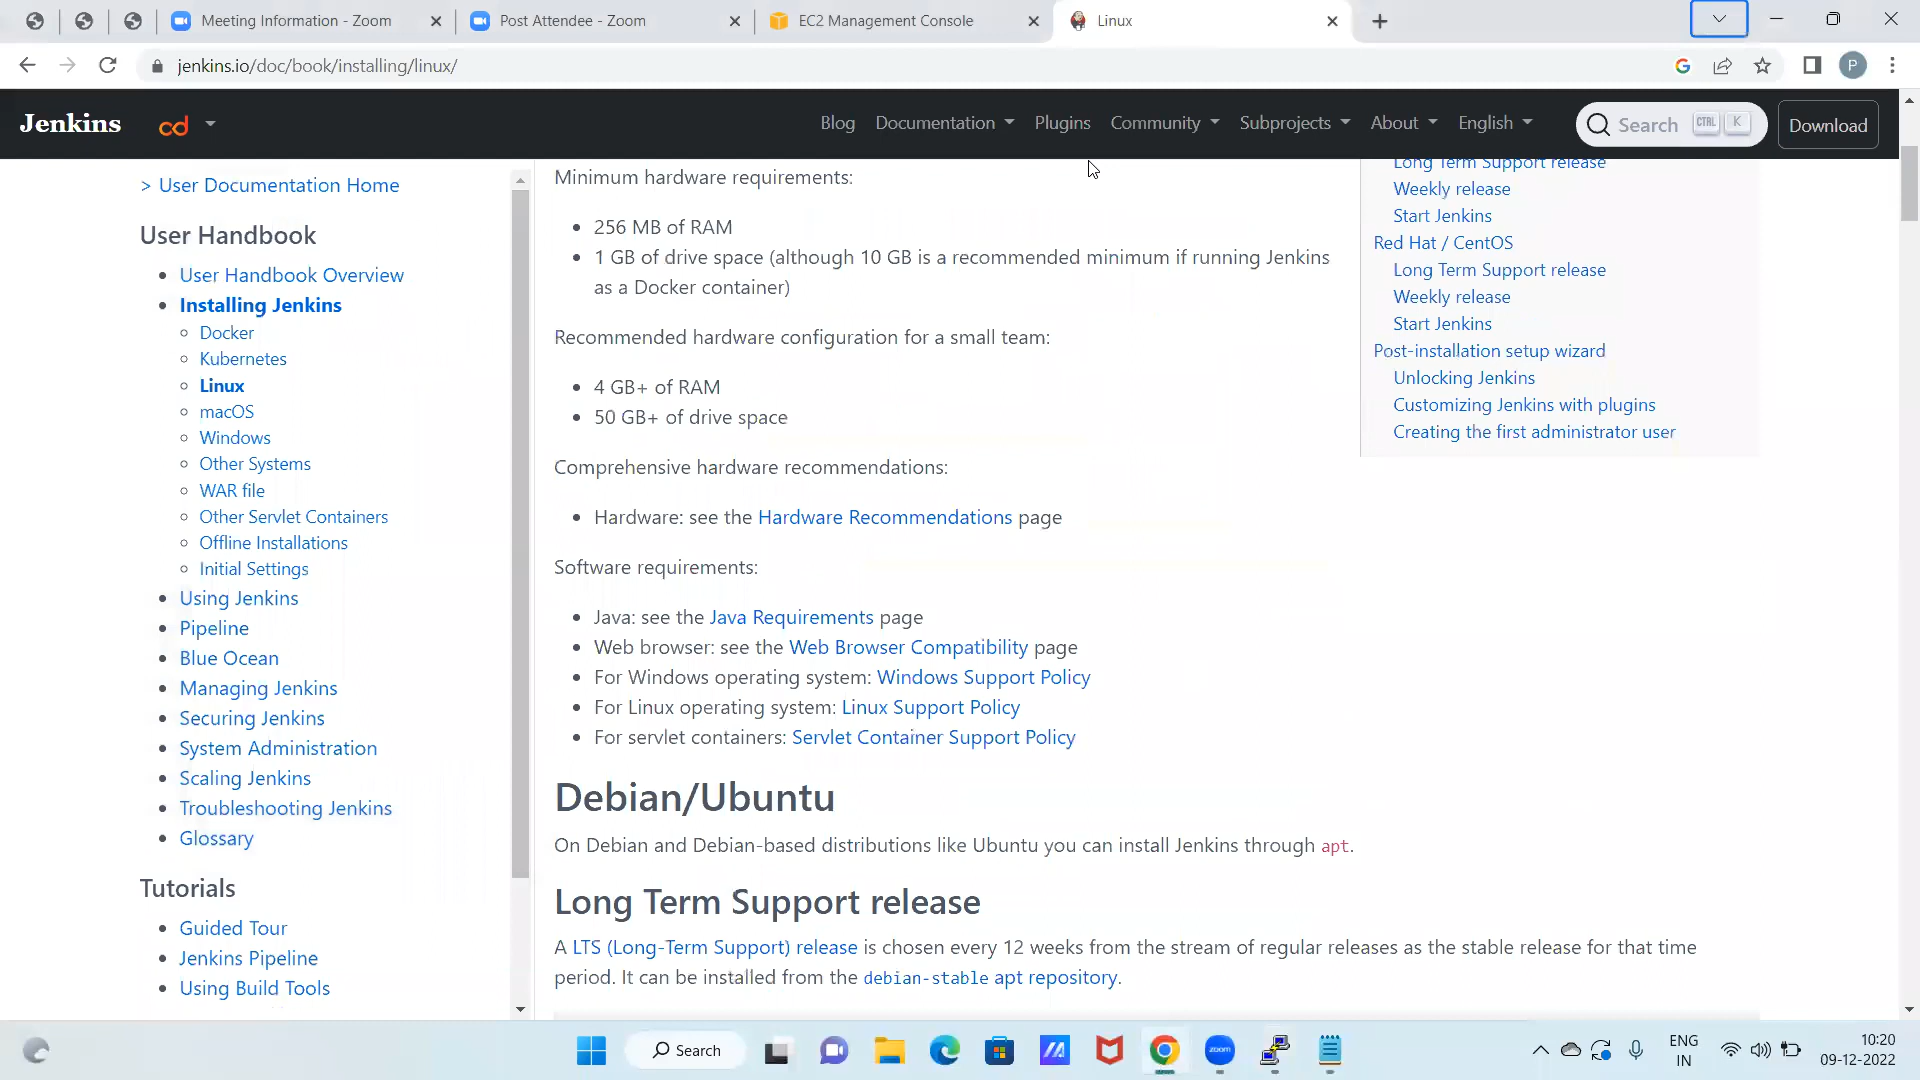 Meeting Information - Zoom
Post Attendee - Zoom
EC2 Management Console
Linux
jenkins.io/doc/book/installing/linux/
P
Jenkins
cd
Blog
Documentation
Plugins
Community
Subprojects
About
English
Search
CTRL
K
Download
> User Documentation Home
User Handbook
User Handbook Overview
Installing Jenkins
Docker
Kubernetes
Linux
macOS
Windows
Other Systems
WAR file
Other Servlet Containers
Offline Installations
Initial Settings
Using Jenkins
Pipeline
Blue Ocean
Managing Jenkins
Securing Jenkins
System Administration
Scaling Jenkins
Troubleshooting Jenkins
Glossary
Tutorials
Guided Tour
Jenkins Pipeline
Using Build Tools
Minimum hardware requirements:
256 MB of RAM
1 GB of drive space (although 10 GB is a recommended minimum if running Jenkins
as a Docker container)
Recommended hardware configuration for a small team:
4 GB+ of RAM
50 GB+ of drive space
Comprehensive hardware recommendations:
Hardware: see the Hardware Recommendations page
Software requirements:
Java: see the Java Requirements page
Web browser: see the Web Browser Compatibility page
For Windows operating system: Windows Support Policy
For Linux operating system: Linux Support Policy
For servlet containers: Servlet Container Support Policy
Debian/Ubuntu
On Debian and Debian-based distributions like Ubuntu you can install Jenkins through apt.
Long Term Support release
A LTS (Long-Term Support) release is chosen every 12 weeks from the stream of regular releases as the stable release for that time
period. It can be installed from the debian-stable apt repository.
Long Term Support release
Weekly release
Start Jenkins
Red Hat / CentOS
Long Term Support release
Weekly release
Start Jenkins
Post-installation setup wizard
Unlocking Jenkins
Customizing Jenkins with plugins
Creating the first administrator user
Search
zoom
ENG
IN
10:20
09-12-2022